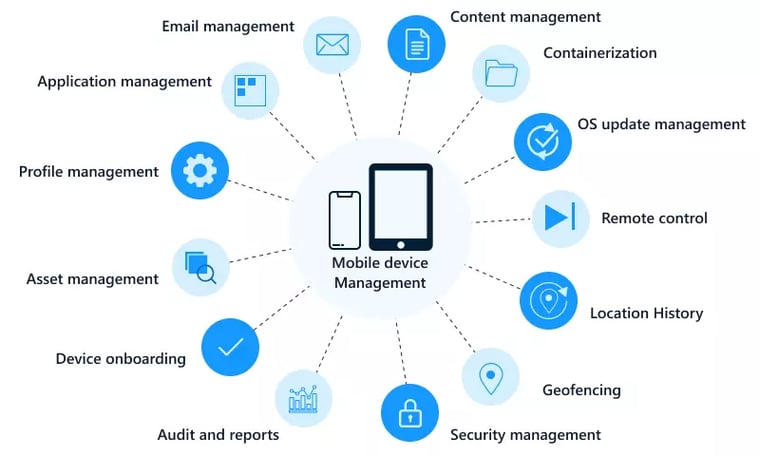 Email management
Content management
Application management
Containerization
OS update management
Profile management
Remote control
Mobile device
Management
Asset management
Location History
Device onboarding
Geofencing
Audit and reports
Security management